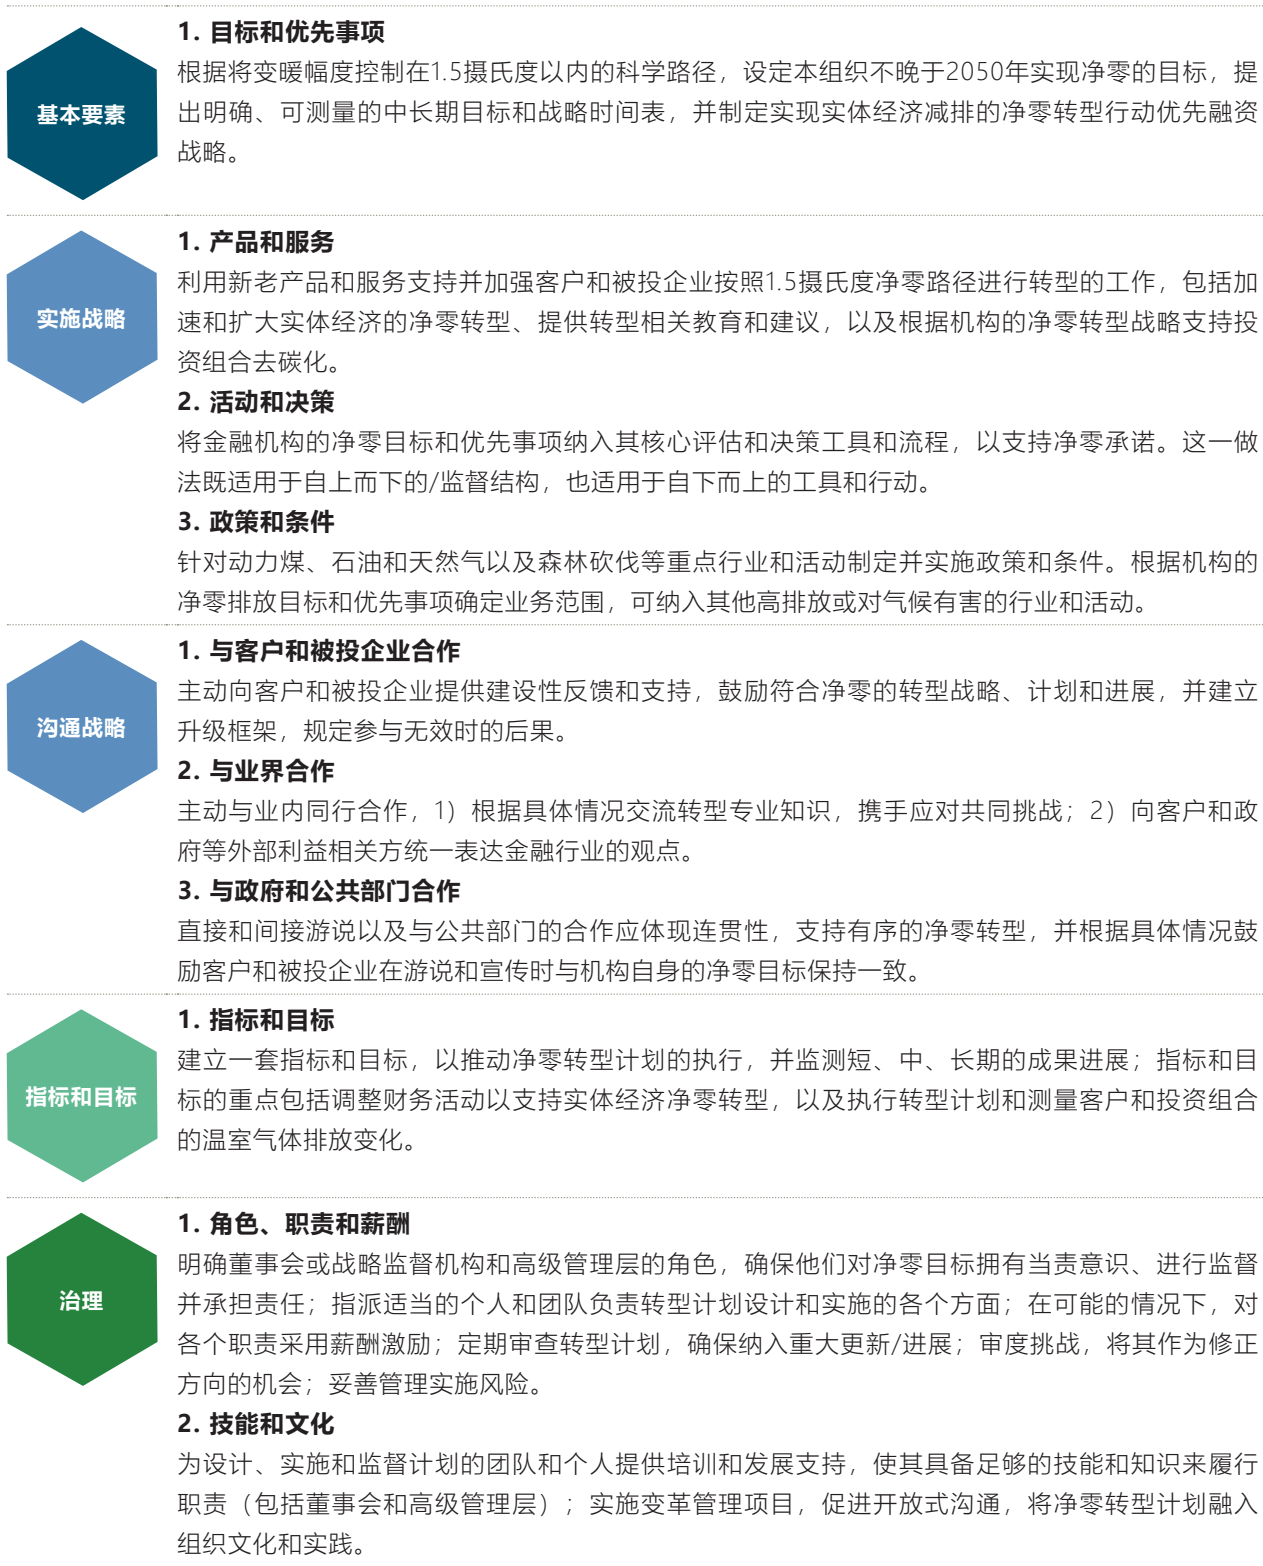 基本要素
1. 目标和优先事项
根据将变暖幅度控制在1.5摄氏度以内的科学路径，设定本组织不晚于2050年实现净零的目标，提
出明确、可测量的中长期目标和战略时间表，并制定实现实体经济减排的净零转型行动优先融资
战略。
实施战略
1. 产品和服务
利用新老产品和服务支持并加强客户和被投企业按照1.5摄氏度净零路径进行转型的工作，包括加
速和扩大实体经济的净零转型、提供转型相关教育和建议，以及根据机构的净零转型战略支持投
资组合去碳化。
2. 活动和决策
将金融机构的净零目标和优先事项纳入其核心评估和决策工具和流程，以支持净零承诺。这一做
法既适用于自上而下的/监督结构，也适用于自下而上的工具和行动。
3. 政策和条件
针对动力煤、石油和天然气以及森林砍伐等重点行业和活动制定并实施政策和条件。根据机构的
净零排放目标和优先事项确定业务范围，可纳入其他高排放或对气候有害的行业和活动。
沟通战略
1. 与客户和被投企业合作
主动向客户和被投企业提供建设性反馈和支持，鼓励符合净零的转型战略、计划和进展，并建立
升级框架，规定参与无效时的后果。
2. 与业界合作
主动与业内同行合作，1）根据具体情况交流转型专业知识，携手应对共同挑战；2）向客户和政
府等外部利益相关方统一表达金融行业的观点。
3. 与政府和公共部门合作
直接和间接游说以及与公共部门的合作应体现连贯性，支持有序的净零转型，并根据具体情况鼓
励客户和被投企业在游说和宣传时与机构自身的净零目标保持一致。
指标和目标
1. 指标和目标
建立一套指标和目标，以推动净零转型计划的执行，并监测短、中、长期的成果进展；指标和目
标的重点包括调整财务活动以支持实体经济净零转型，以及执行转型计划和测量客户和投资组合
的温室气体排放变化。
治理
1. 角色、职责和薪酬
明确董事会或战略监督机构和高级管理层的角色，确保他们对净零目标拥有当责意识、进行监督
并承担责任；指派适当的个人和团队负责转型计划设计和实施的各个方面；在可能的情况下，对
各个职责采用薪酬激励；定期审查转型计划，确保纳入重大更新/进展；审度挑战，将其作为修正
方向的机会；妥善管理实施风险。
2. 技能和文化
为设计、实施和监督计划的团队和个人提供培训和发展支持，使其具备足够的技能和知识来履行
职责（包括董事会和高级管理层）；实施变革管理项目，促进开放式沟通，将净零转型计划融入
组织文化和实践。